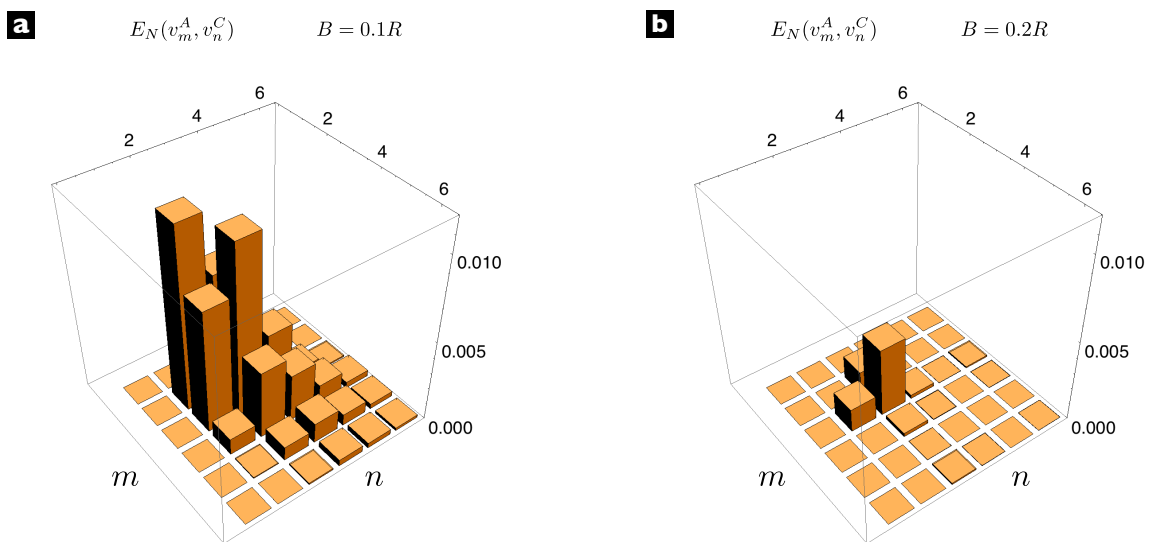 a
E_N(v_m^A, v_n^C)    B = 0.1R
2
4
6
2
4
6
0.010
0.005
0.000
m
n
b
E_N(v_m^A, v_n^C)    B = 0.2R
2
4
6
2
4
6
0.010
0.005
0.000
m
n